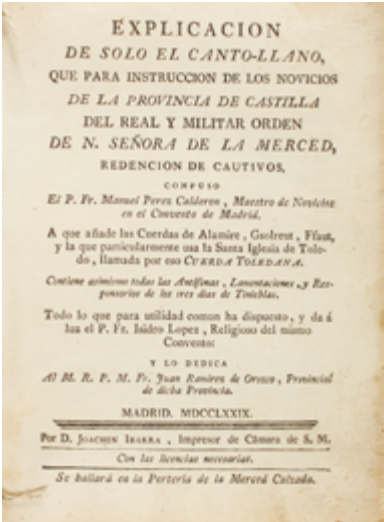 EXPLICACION
DE SOLO EL CANTO-LLANO,
QUE PARA INSTRUCCION DE LOS NOVICIOS
DE LA PROVINCIA DE CASTILLA
DEL REAL Y MILITAR ORDEN
DE N. SEÑORA DE LA MERCED,
REDENCION DE CAUTIVOS,
COMPUSO
El P. Fr. Manuel Perez Calderon, Maestro de Novicios
en el Convento de Madrid.
A que añade las Cuerdas de Alamire, Gsolreut, Ffaut,
y la que particularmente usa la Santa Iglesia de Tole-
do, llamada por eso CUERDA TOLEDANA.
Contiene asimismo todas las Antífonas, Lamentaciones, y Res-
ponsorios de los tres dias de Tinieblas.
Todo lo que para utilidad comun ha dispuesto, y da á
luz el P. Fr. Isidro Lopez, Religioso del mismo
Convento:
Y LO DEDICA
Al M. R. P. M. Fr. Juan Ramirez de Orozco, Provincial
de dicha Provincia.
MADRID. MDCCLXXIX.
Por D. JOACHIN IBARRA, Impresor de Cámara de S. M.
Con las licencias necesarias.
Se hallará en la Portería de la Merced Calzada.